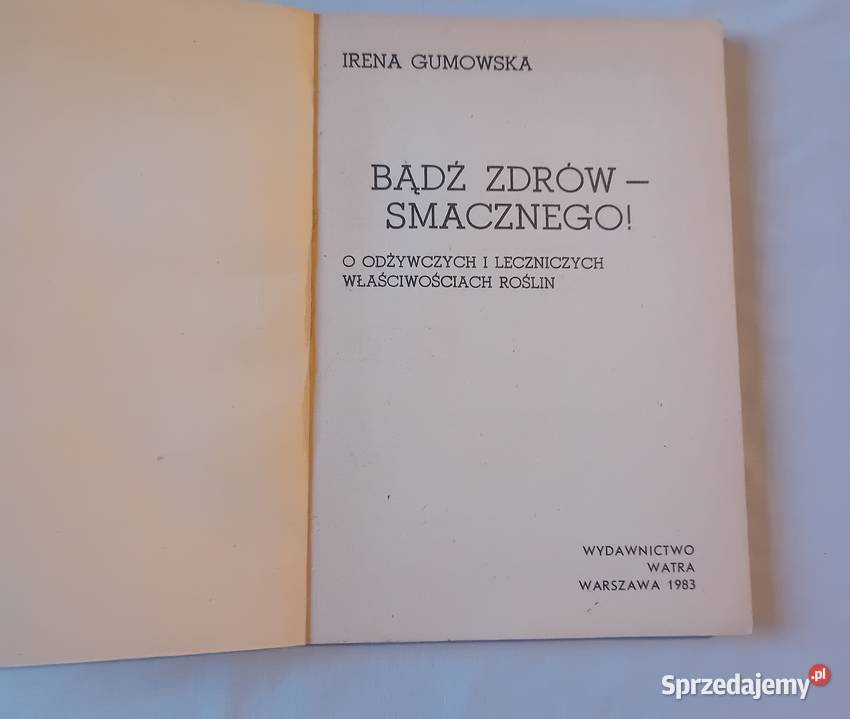 IRENA GUMOWSKA
BĄDŹ ZDRÓW –
SMACZNEGO!
O ODŻYWCZYCH I LECZNICZYCH
WŁAŚCIWOŚCIACH ROŚLIN
WYDAWNICTWO
WATRA
WARSZAWA 1983
Sprzedajemy.pl